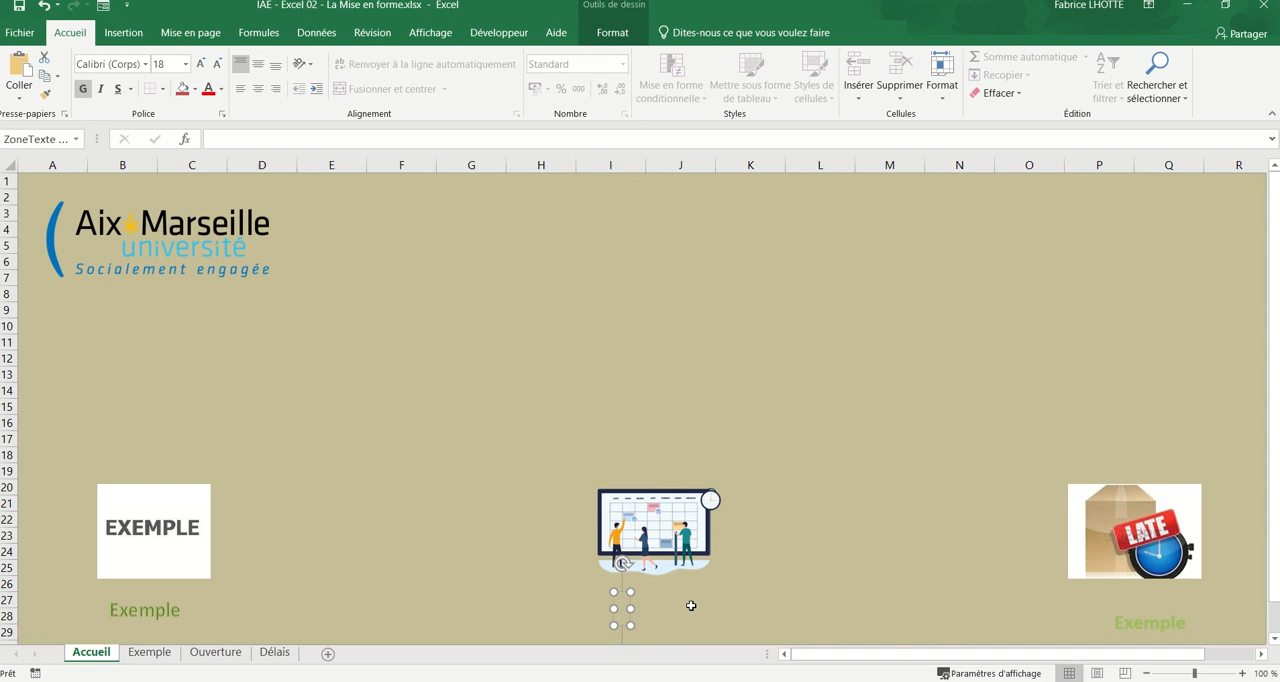 IAE - Excel 02 - La Mise en forme.xlsx - Excel
Outils de dessin
Fabrice LHOTTE
Fichier Accueil Insertion Mise en page Formules Données Révision Affichage Développeur Aide Format Dites-nous ce que vous voulez faire Partager
Calibri (Corps) 18 Renvoyer à la ligne automatiquement Standard Somme automatique
Coller G I S Fusionner et centrer % 000 Mise en forme conditionnelle Mettre sous forme de tableau Styles de cellules Insérer Supprimer Format Recopier Effacer Trier et filtrer Rechercher et sélectionner
Presse-papiers Police Alignement Nombre Styles Cellules Édition
ZoneTexte ... fx
A B C D E F G H I J K L M N O P Q R
1
2
3
4
5
6
7
8
9
10
11
12
13
14
15
16
17
18
19
20
21
22
23
24
25
26
27
28
29
Aix Marseille
université
Socialement engagée
EXEMPLE
LATE
Exemple
Exemple
Accueil Exemple Ouverture Délais
Prêt Paramètres d'affichage 100 %